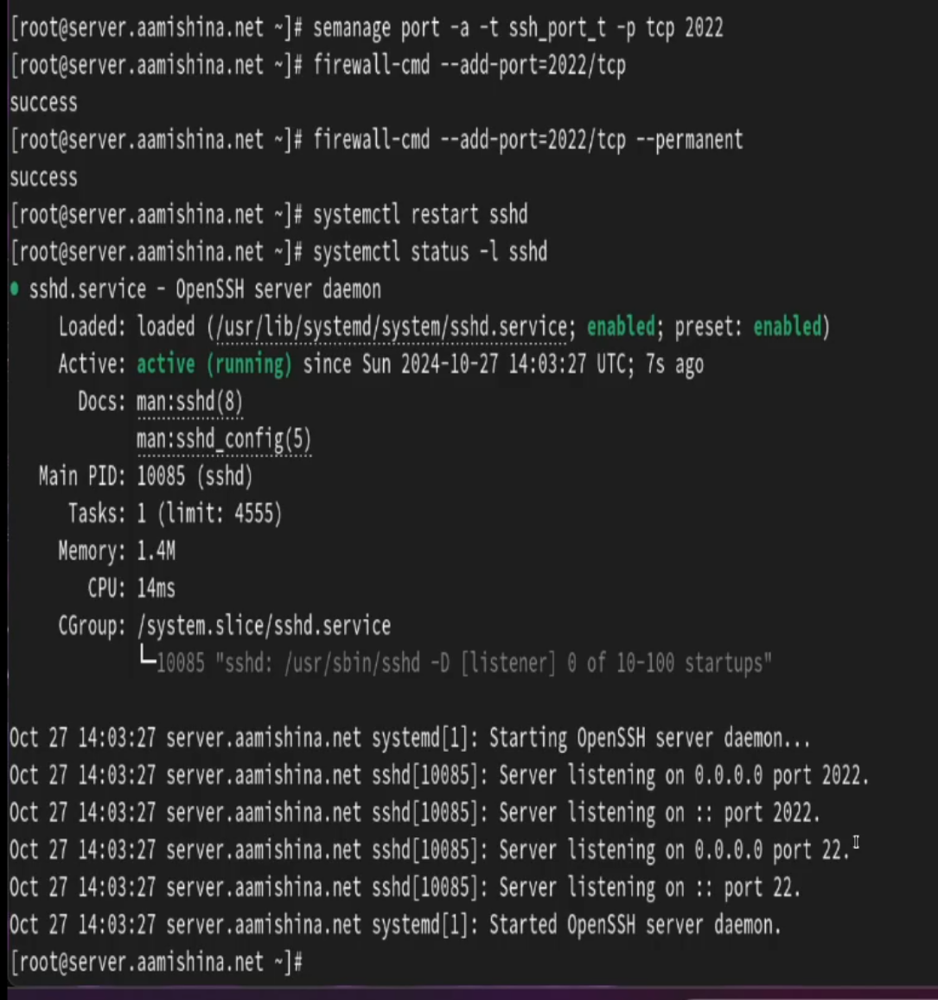 [root@server.aamishina.net ~]# semanage port -a -t ssh_port_t -p tcp 2022
[root@server.aamishina.net ~]# firewall-cmd --add-port=2022/tcp
success
[root@server.aamishina.net ~]# firewall-cmd --add-port=2022/tcp --permanent
success
[root@server.aamishina.net ~]# systemctl restart sshd
[root@server.aamishina.net ~]# systemctl status -l sshd
● sshd.service - OpenSSH server daemon
Loaded: loaded (/usr/lib/systemd/system/sshd.service; enabled; preset: enabled)
Active: active (running) since Sun 2024-10-27 14:03:27 UTC; 7s ago
Docs: man:sshd(8)
man:sshd_config(5)
Main PID: 10085 (sshd)
Tasks: 1 (limit: 4555)
Memory: 1.4M
CPU: 14ms
CGroup: /system.slice/sshd.service
└─10085 "sshd: /usr/sbin/sshd -D [listener] 0 of 10-100 startups"
Oct 27 14:03:27 server.aamishina.net systemd[1]: Starting OpenSSH server daemon...
Oct 27 14:03:27 server.aamishina.net sshd[10085]: Server listening on 0.0.0.0 port 2022.
Oct 27 14:03:27 server.aamishina.net sshd[10085]: Server listening on :: port 2022.
Oct 27 14:03:27 server.aamishina.net sshd[10085]: Server listening on 0.0.0.0 port 22.
Oct 27 14:03:27 server.aamishina.net sshd[10085]: Server listening on :: port 22.
Oct 27 14:03:27 server.aamishina.net systemd[1]: Started OpenSSH server daemon.
[root@server.aamishina.net ~]#